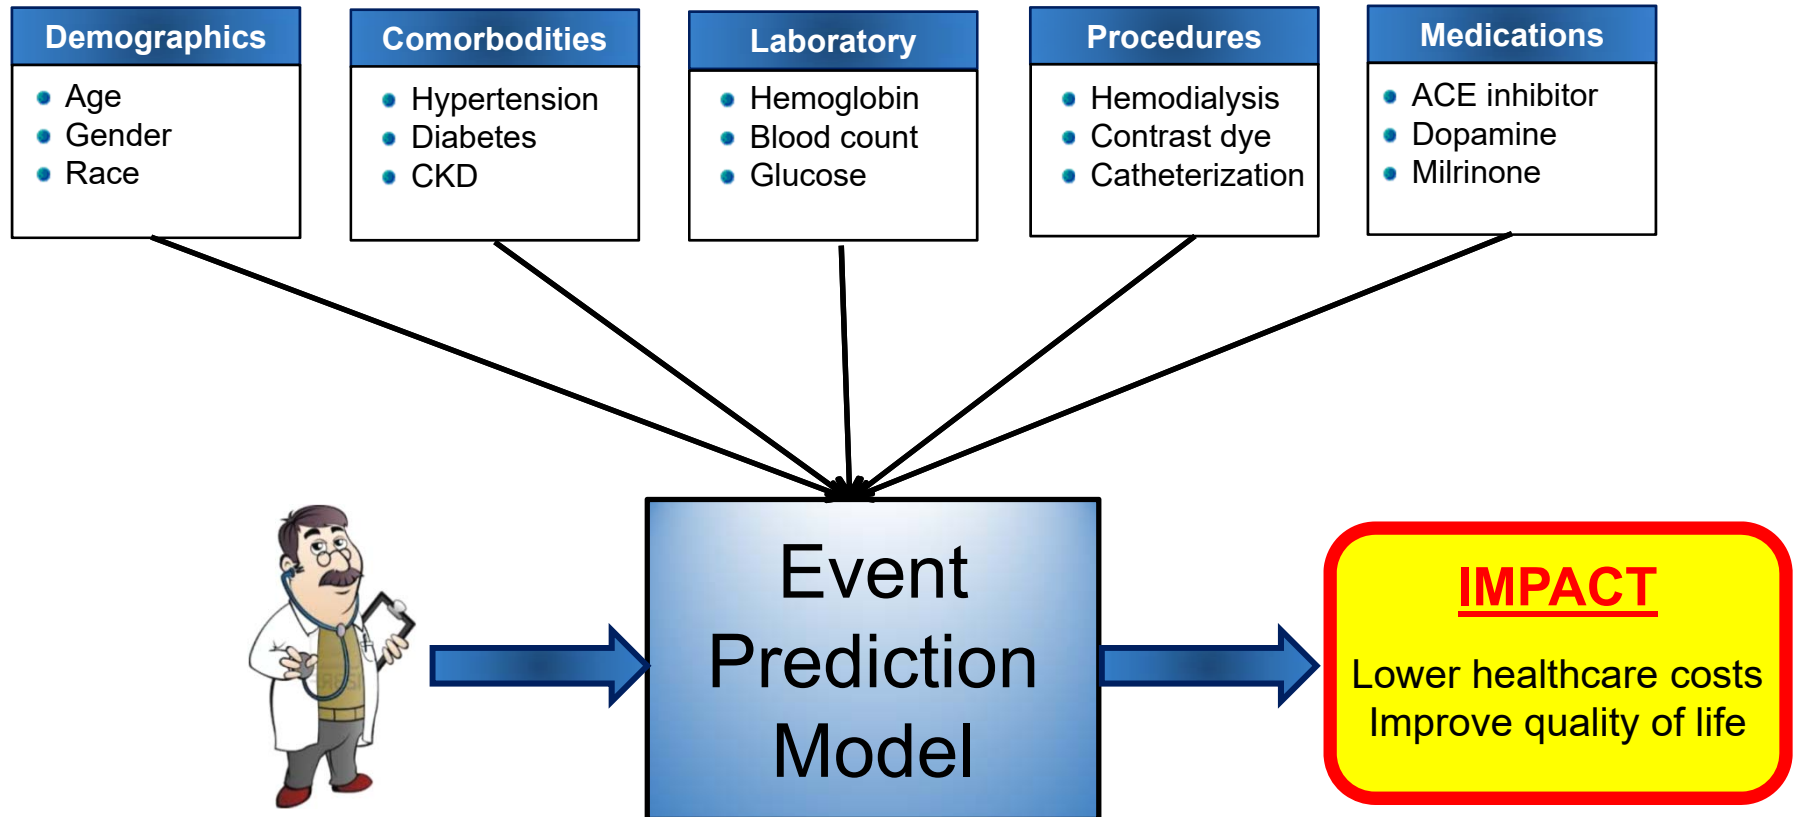 Demographics
Age
Gender
Race
Comorbodities
Hypertension
Diabetes
CKD
Laboratory
Hemoglobin
Blood count
Glucose
Procedures
Hemodialysis
Contrast dye
Catheterization
Medications
ACE inhibitor
Dopamine
Milrinone
Event
Prediction
Model
IMPACT
Lower healthcare costs
Improve quality of life